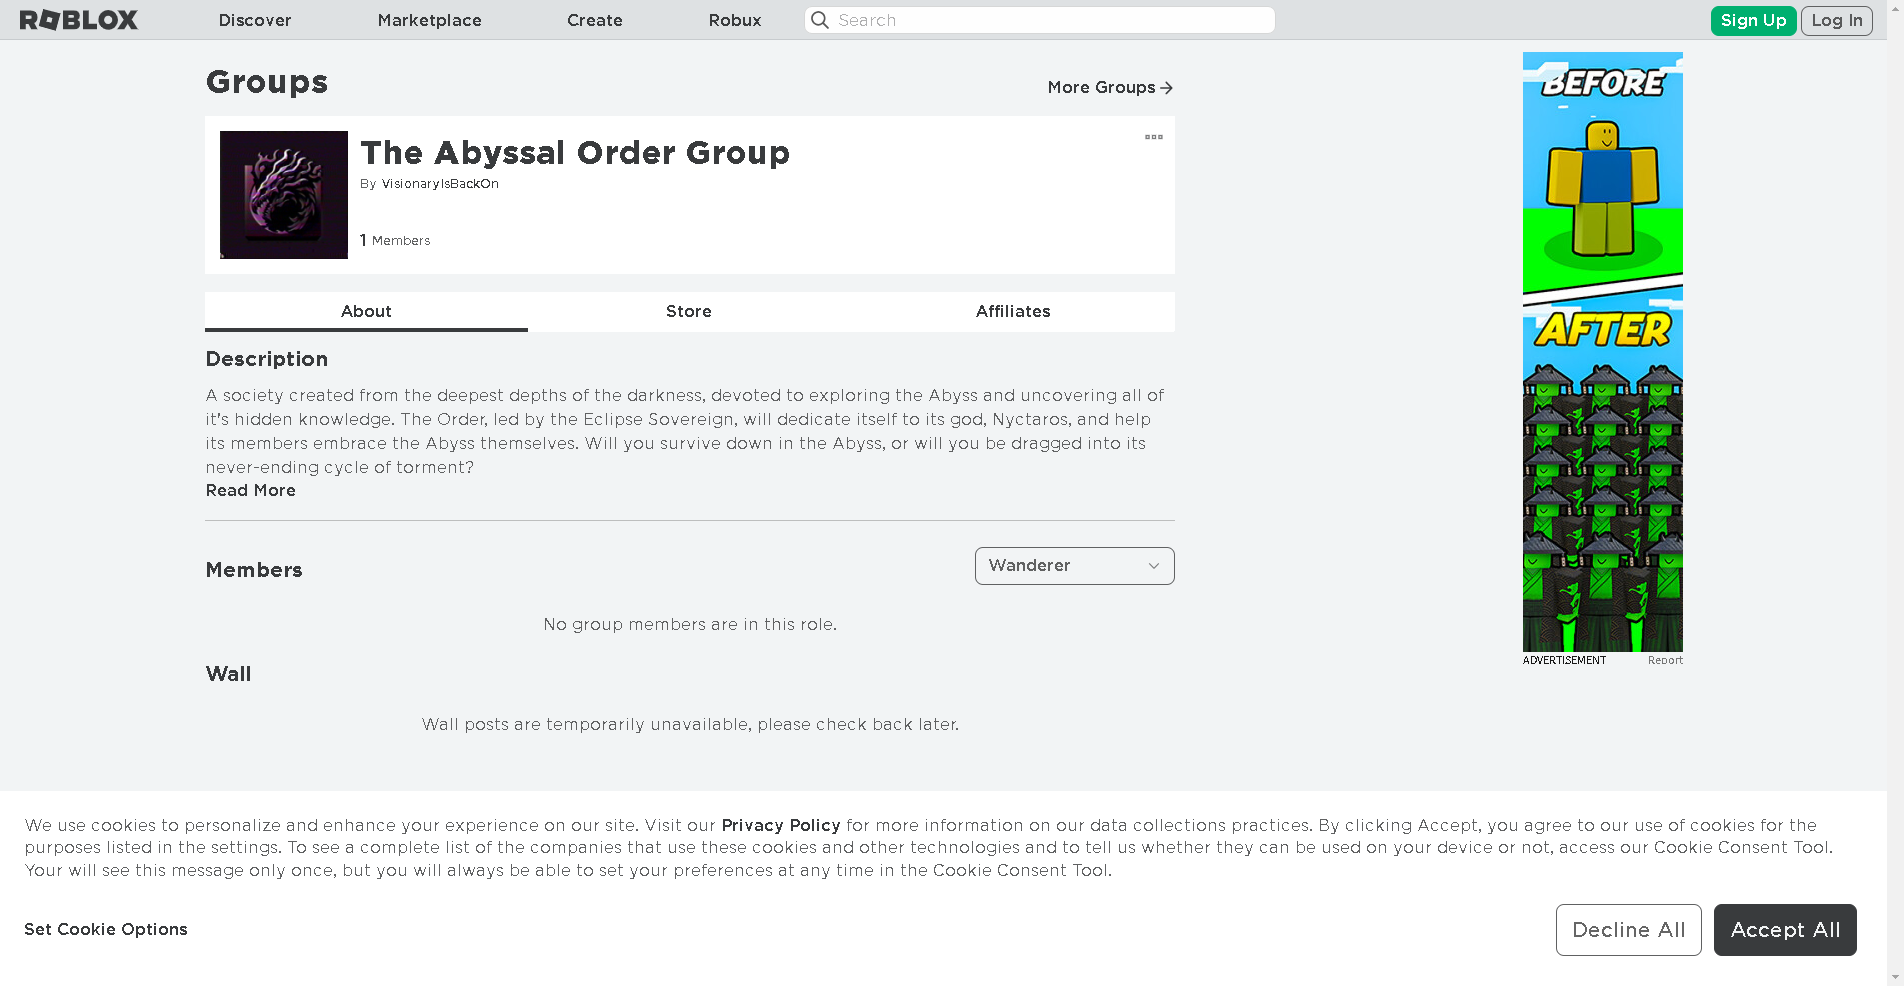 ROBLOX
Discover
Marketplace
Create
Robux
Search
Sign Up
Log In
Groups
More Groups
The Abyssal Order Group
By VisionaryIsBackOn
1 Members
About
Store
Affiliates
Description
A society created from the deepest depths of the darkness, devoted to exploring the Abyss and uncovering all of
it's hidden knowledge. The Order, led by the Eclipse Sovereign, will dedicate itself to its god, Nyctaros, and help
its members embrace the Abyss themselves. Will you survive down in the Abyss, or will you be dragged into its
never-ending cycle of torment?
Read More
Members
Wanderer
No group members are in this role.
Wall
Wall posts are temporarily unavailable, please check back later.
BEFORE
AFTER
ADVERTISEMENT
Report
We use cookies to personalize and enhance your experience on our site. Visit our Privacy Policy for more information on our data collections practices. By clicking Accept, you agree to our use of cookies for the
purposes listed in the settings. To see a complete list of the companies that use these cookies and other technologies and to tell us whether they can be used on your device or not, access our Cookie Consent Tool.
Your will see this message only once, but you will always be able to set your preferences at any time in the Cookie Consent Tool.
Set Cookie Options
Decline All
Accept All